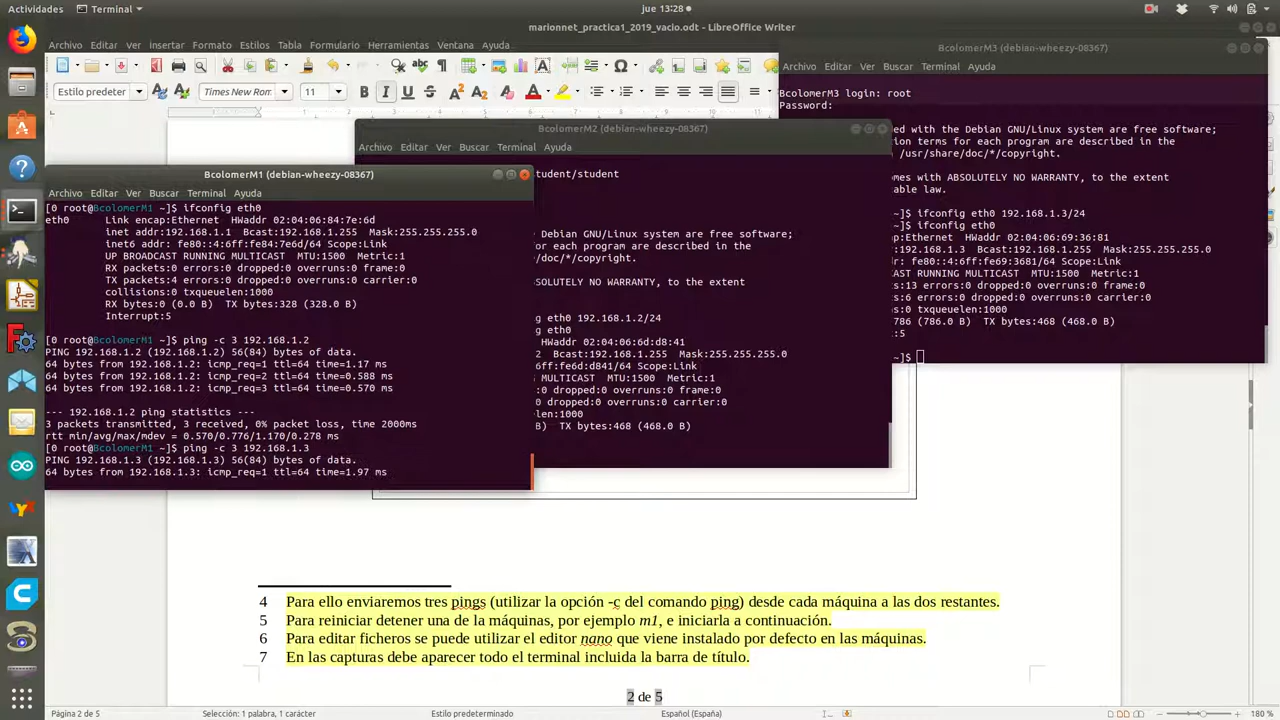 Actividades Terminal jue 13:28
marionnet_practica1_2019_vacio.odt - LibreOffice Writer
Archivo Editar Ver Insertar Formato Estilos Tabla Formulario Herramientas Ventana Ayuda
Estilo predeter Times New Rom 11
BcolomerM3 (debian-wheezy-08367)
Archivo Editar Ver Buscar Terminal Ayuda
BcolomerM3 login: root
Password:
ed with the Debian GNU/Linux system are free software;
ion terms for each program are described in the
/usr/share/doc/*/copyright.
omes with ABSOLUTELY NO WARRANTY, to the extent
able law.
~]$ ifconfig eth0 192.168.1.3/24
~]$ ifconfig eth0
cap:Ethernet HWaddr 02:04:06:69:36:81
192.168.1.3 Bcast:192.168.1.255 Mask:255.255.255.0
dr: fe80::4:6ff:fe69:3681/64 Scope:Link
CAST RUNNING MULTICAST MTU:1500 Metric:1
s:13 errors:0 dropped:0 overruns:0 frame:0
s:6 errors:0 dropped:0 overruns:0 carrier:0
s:0 txqueuelen:1000
786 (786.0 B) TX bytes:468 (468.0 B)
:5
~]$
BcolomerM2 (debian-wheezy-08367)
Archivo Editar Ver Buscar Terminal Ayuda
student/student
Debian GNU/Linux system are free software;
for each program are described in the
/copyright.
BSOLUTELY NO WARRANTY, to the extent
g eth0 192.168.1.2/24
g eth0
HWaddr 02:04:06:6d:d8:41
2 Bcast:192.168.1.255 Mask:255.255.255.0
6ff:fe6d:d841/64 Scope:Link
MULTICAST MTU:1500 Metric:1
:0 dropped:0 overruns:0 frame:0
0 dropped:0 overruns:0 carrier:0
elen:1000
B) TX bytes:468 (468.0 B)
BcolomerM1 (debian-wheezy-08367)
Archivo Editar Ver Buscar Terminal Ayuda
[0 root@BcolomerM1 ~]$ ifconfig eth0
eth0 Link encap:Ethernet HWaddr 02:04:06:84:7e:6d
inet addr:192.168.1.1 Bcast:192.168.1.255 Mask:255.255.255.0
inet6 addr: fe80::4:6ff:fe84:7e6d/64 Scope:Link
UP BROADCAST RUNNING MULTICAST MTU:1500 Metric:1
RX packets:0 errors:0 dropped:0 overruns:0 frame:0
TX packets:4 errors:0 dropped:0 overruns:0 carrier:0
collisions:0 txqueuelen:1000
RX bytes:0 (0.0 B) TX bytes:328 (328.0 B)
Interrupt:5
[0 root@BcolomerM1 ~]$ ping -c 3 192.168.1.2
PING 192.168.1.2 (192.168.1.2) 56(84) bytes of data.
64 bytes from 192.168.1.2: icmp_req=1 ttl=64 time=1.17 ms
64 bytes from 192.168.1.2: icmp_req=2 ttl=64 time=0.588 ms
64 bytes from 192.168.1.2: icmp_req=3 ttl=64 time=0.570 ms
--- 192.168.1.2 ping statistics ---
3 packets transmitted, 3 received, 0% packet loss, time 2000ms
rtt min/avg/max/mdev = 0.570/0.776/1.170/0.278 ms
[0 root@BcolomerM1 ~]$ ping -c 3 192.168.1.3
PING 192.168.1.3 (192.168.1.3) 56(84) bytes of data.
64 bytes from 192.168.1.3: icmp_req=1 ttl=64 time=1.97 ms
4 Para ello enviaremos tres pings (utilizar la opción -c del comando ping) desde cada máquina a las dos restantes.
5 Para reiniciar detener una de la máquinas, por ejemplo m1, e iniciarla a continuación.
6 Para editar ficheros se puede utilizar el editor nano que viene instalado por defecto en las máquinas.
7 En las capturas debe aparecer todo el terminal incluida la barra de título.
2 de 5
Página 2 de 5 Selección: 1 palabra, 1 carácter Estilo predeterminado Español (España) 180 %